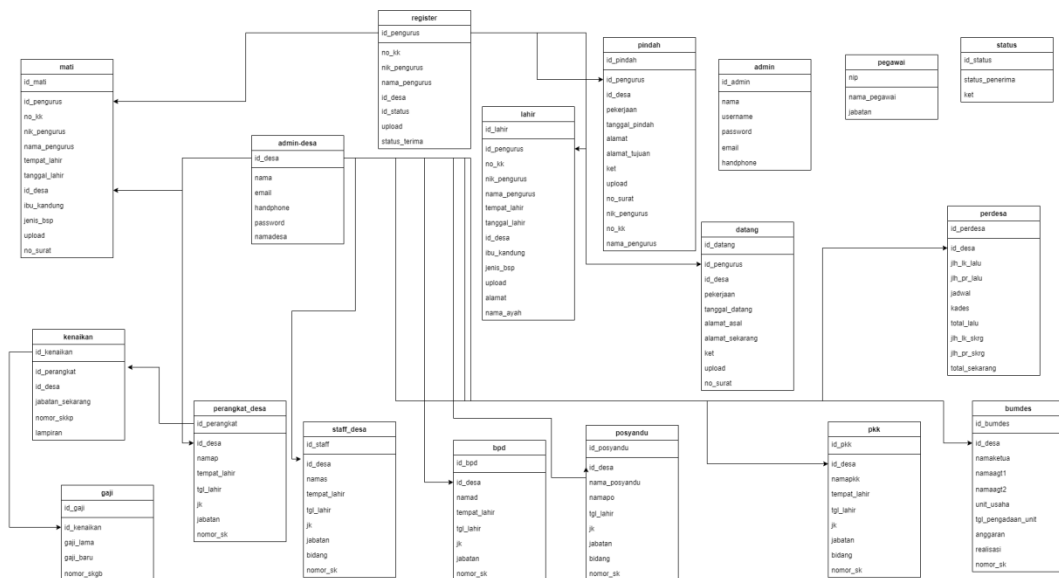 register
id_pengurus
no_kk
nik_pengurus
nama_pengurus
id_desa
id_status
upload
status_terima
mati
id_mati
id_pengurus
no_kk
nik_pengurus
nama_pengurus
tempat_lahir
tanggal_lahir
id_desa
ibu_kandung
jenis_bsp
upload
no_surat
admin-desa
id_desa
nama
email
handphone
password
namadesa
lahir
id_lahir
id_pengurus
no_kk
nik_pengurus
nama_pengurus
tempat_lahir
tanggal_lahir
id_desa
ibu_kandung
jenis_bsp
upload
alamat
nama_ayah
pindah
id_pindah
id_pengurus
id_desa
pekerjaan
tanggal_pindah
alamat
alamat_tujuan
ket
upload
no_surat
nik_pengurus
no_kk
nama_pengurus
admin
id_admin
nama
username
password
email
handphone
pegawai
nip
nama_pegawai
jabatan
status
id_status
status_penerima
ket
datang
id_datang
id_pengurus
id_desa
pekerjaan
tanggal_datang
alamat_asal
alamat_sekarang
ket
upload
no_surat
perdesa
id_perdesa
id_desa
jlh_lk_lalu
jlh_pr_lalu
jadwal
kades
total_lalu
jlh_lk_skrg
jlh_pr_skrg
total_sekarang
kenaikan
id_kenaikan
id_perangkat
id_desa
jabatan_sekarang
nomor_skkp
lampiran
gaji
id_gaji
id_kenaikan
gaji_lama
gaji_baru
nomor_skgb
perangkat_desa
id_perangkat
id_desa
namap
tempat_lahir
tgl_lahir
jk
jabatan
nomor_sk
staff_desa
id_staff
id_desa
namas
tempat_lahir
tgl_lahir
jk
jabatan
bidang
nomor_sk
bpd
id_bpd
id_desa
namad
tempat_lahir
tgl_lahir
jk
jabatan
nomor_sk
posyandu
id_posyandu
id_desa
nama_posyandu
namapo
tgl_lahir
jk
jabatan
bidang
nomor_sk
pkk
id_pkk
id_desa
namapkk
tempat_lahir
tgl_lahir
jk
jabatan
bidang
nomor_sk
bumdes
id_bumdes
id_desa
namaketua
namaagt1
namaagt2
unit_usaha
tgl_pengadaan_unit
anggaran
realisasi
nomor_sk